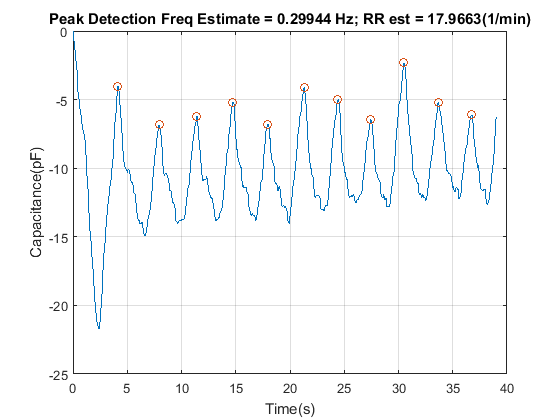 Peak Detection Freq Estimate = 0.29944 Hz; RR est = 17.9663(1/min)
0
-5
-10
-15
-20
-25
Capacitance(pF)
0 5 10 15 20 25 30 35 40
Time(s)